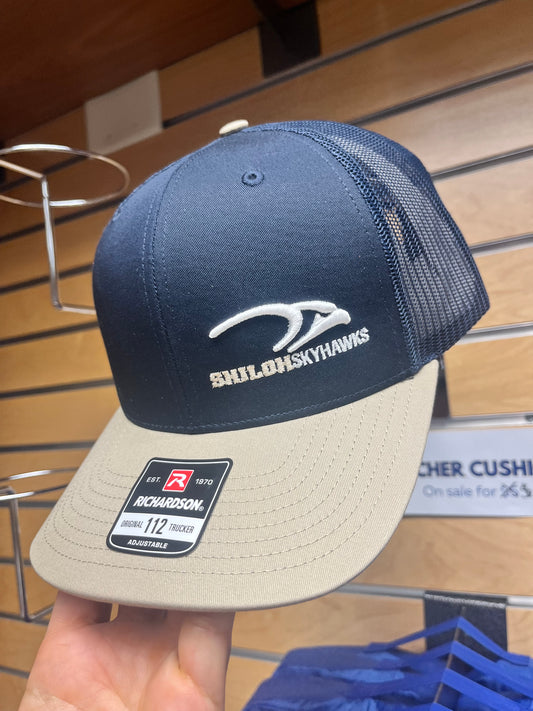 SHILOHSKYHAWKS
EST. R 1970
RICHARDSON®
ORIGINAL 112 TRUCKER
ADJUSTABLE
CHER CUSHI
On sale for